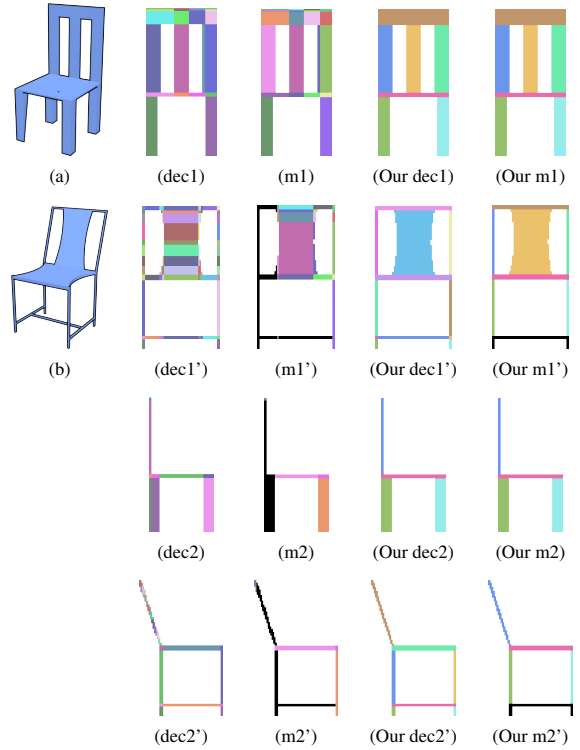 (a) (dec1) (m1) (Our dec1) (Our m1)
(b) (dec1') (m1') (Our dec1') (Our m1')
(dec2) (m2) (Our dec2) (Our m2)
(dec2') (m2') (Our dec2') (Our m2')